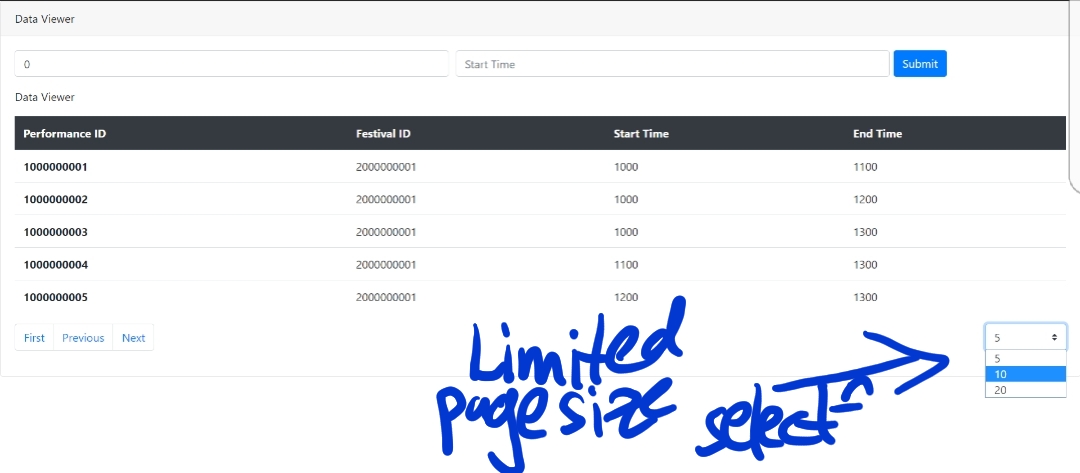 Data Viewer
0 Start Time Submit
Data Viewer
Performance ID Festival ID Start Time End Time
1000000001 2000000001 1000 1100
1000000002 2000000001 1000 1200
1000000003 2000000001 1000 1300
1000000004 2000000001 1100 1300
1000000005 2000000001 1200 1300
First Previous Next 5
5
10
20
Limited
page size select